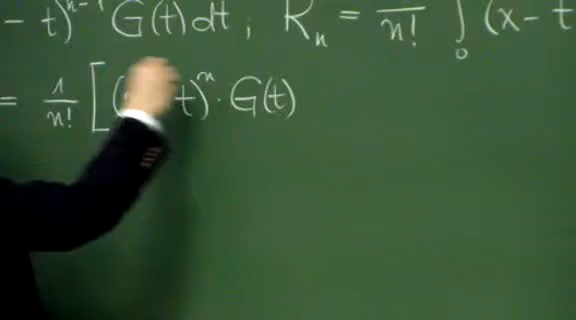 - t)ⁿ⁻¹ G(t) dt ; Rₙ = 1/n! ∫₀ (x - t
= 1/n! [( t)ⁿ · G(t)